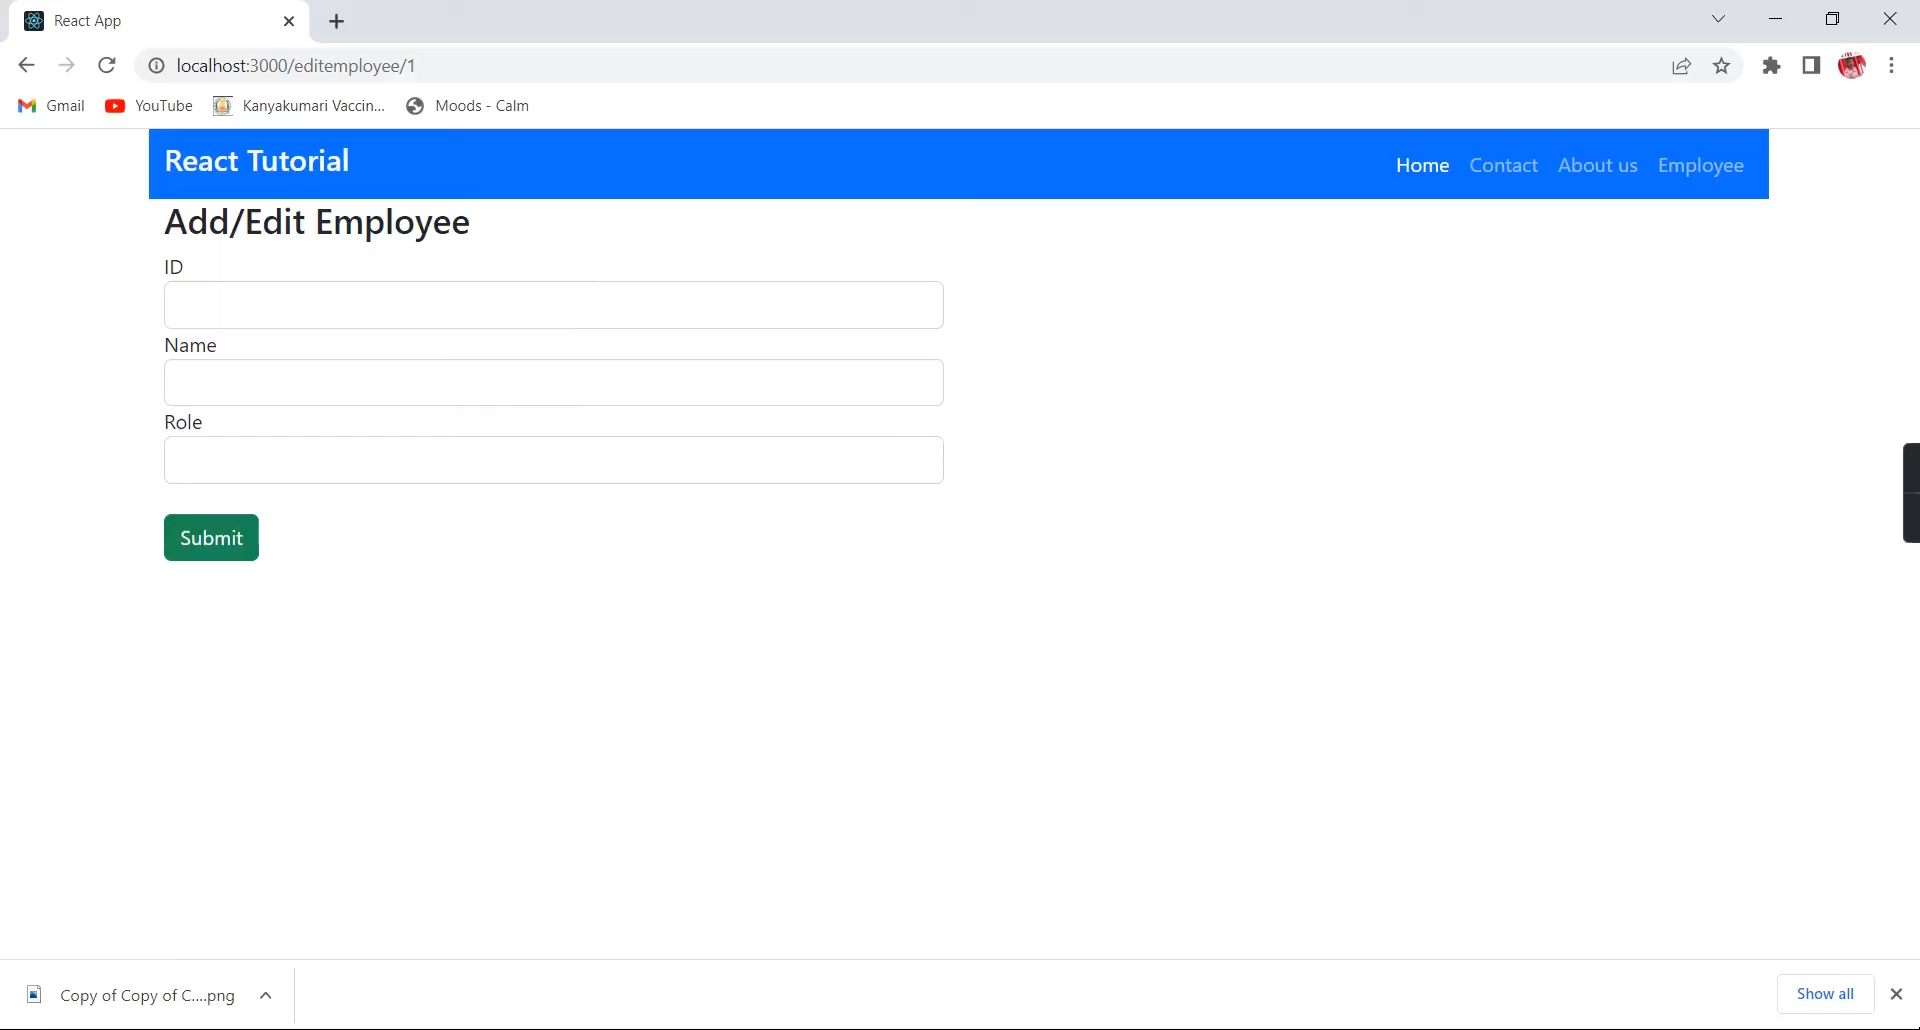 React App
localhost:3000/editemployee/1
Gmail YouTube Kanyakumari Vaccin... Moods - Calm
React Tutorial Home Contact About us Employee
Add/Edit Employee
ID
Name
Role
Submit
Copy of Copy of C....png Show all